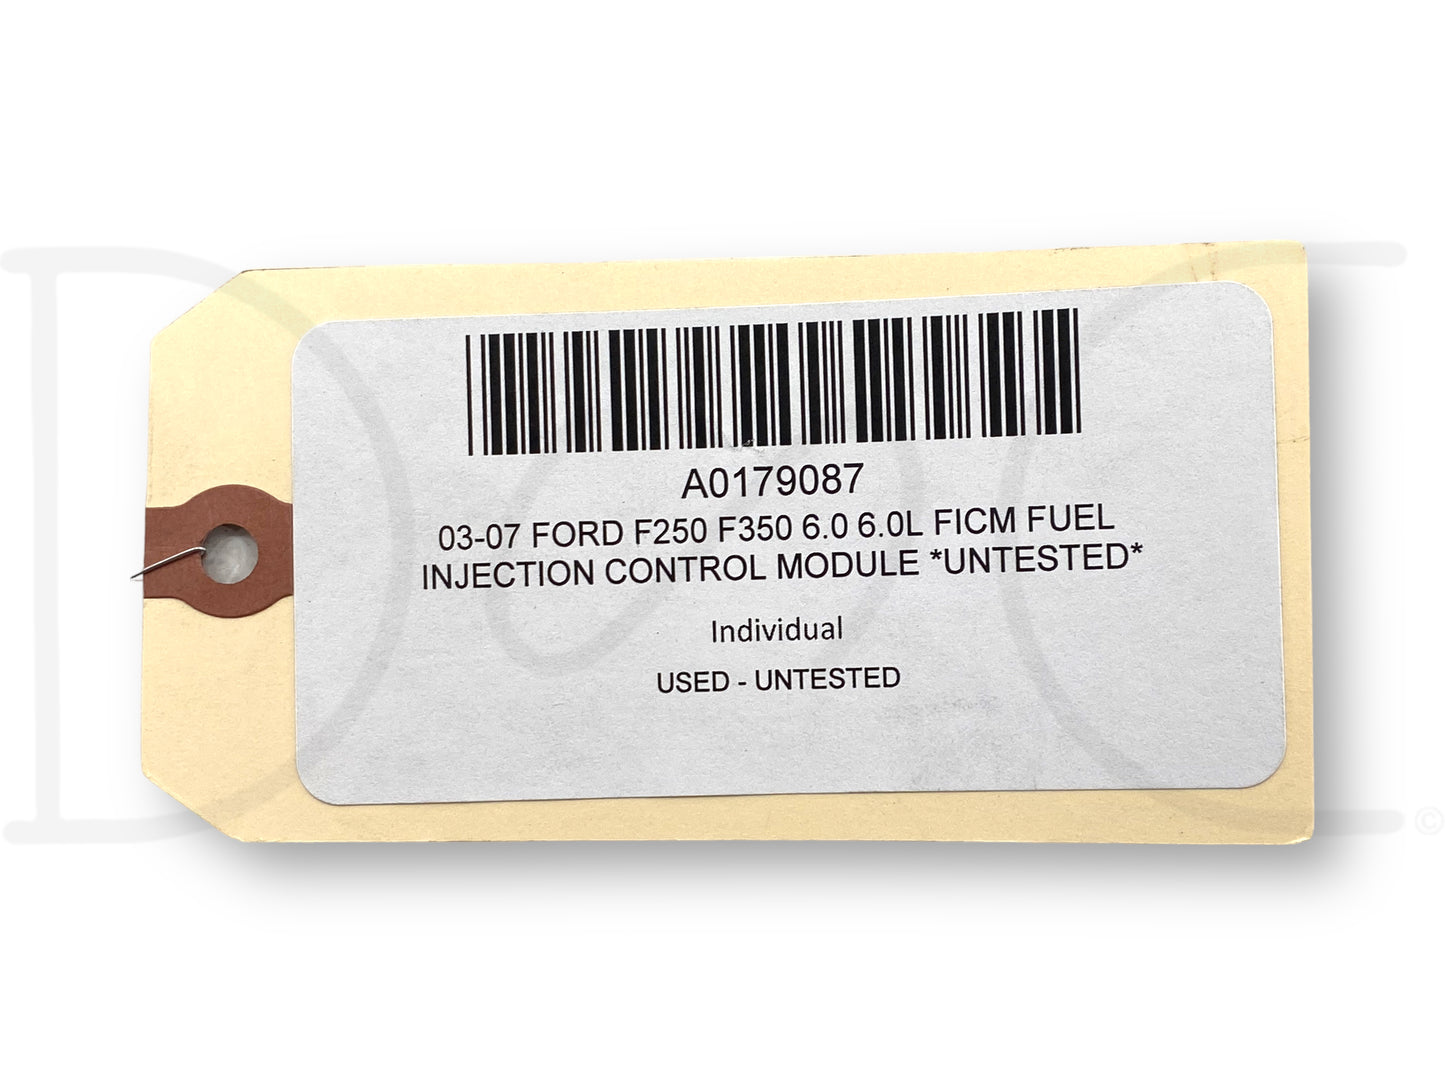 A0179087
03-07 FORD F250 F350 6.0 6.0L FICM FUEL
INJECTION CONTROL MODULE *UNTESTED*
Individual
USED - UNTESTED
©